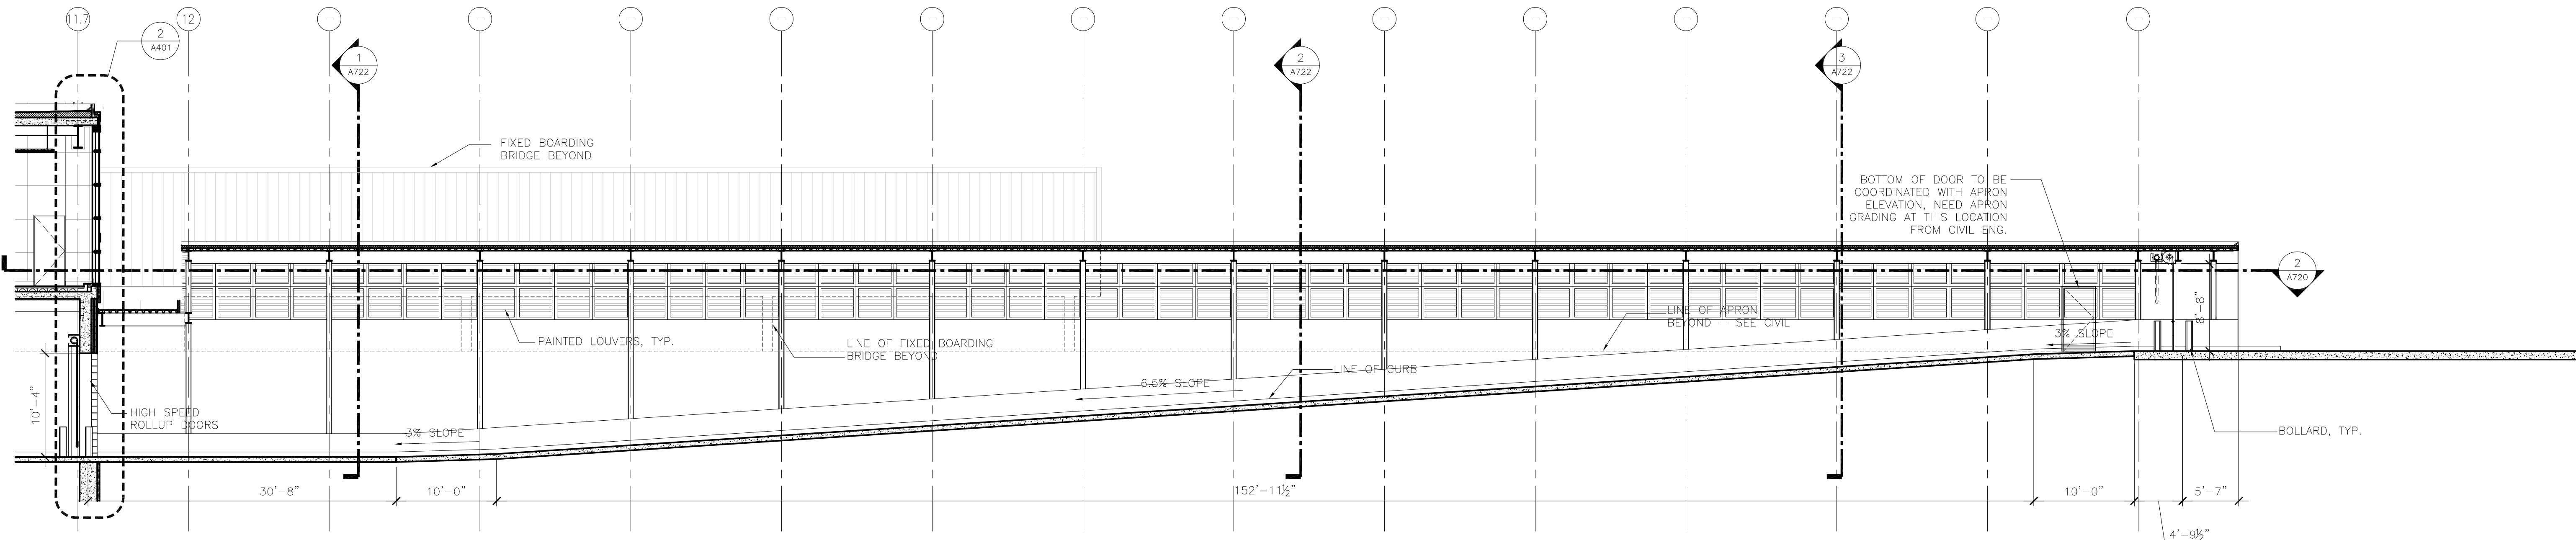 11.7
12
-
-
-
-
-
-
-
-
-
-
-
-
-
2
A401
1
A722
2
A722
3
A722
FIXED BOARDING
BRIDGE BEYOND
BOTTOM OF DOOR TO BE
COORDINATED WITH APRON
ELEVATION, NEED APRON
GRADING AT THIS LOCATION
FROM CIVIL ENG.
2
A720
8'-8"
LINE OF APRON
BEYOND - SEE CIVIL
3% SLOPE
PAINTED LOUVERS, TYP.
LINE OF FIXED BOARDING
BRIDGE BEYOND
LINE OF CURB
6.5% SLOPE
10'-4"
HIGH SPEED
ROLLUP DOORS
3% SLOPE
BOLLARD, TYP.
30'-8"
10'-0"
152'-11½"
10'-0"
5'-7"
4'-9½"